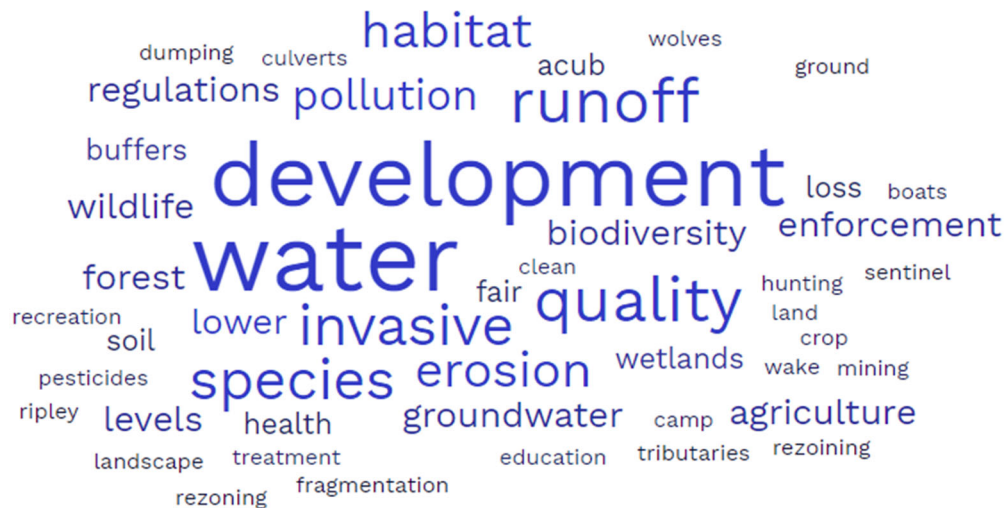 habitat wolves
dumping culverts acub ground
regulations pollution runoff
buffers development loss boats
wildlife biodiversity enforcement
water
forest fair clean quality hunting sentinel
recreation lower invasive land
soil wetlands crop
pesticides species erosion wake mining
ripley levels health groundwater camp agriculture
landscape treatment education tributaries rezoining
rezoning fragmentation